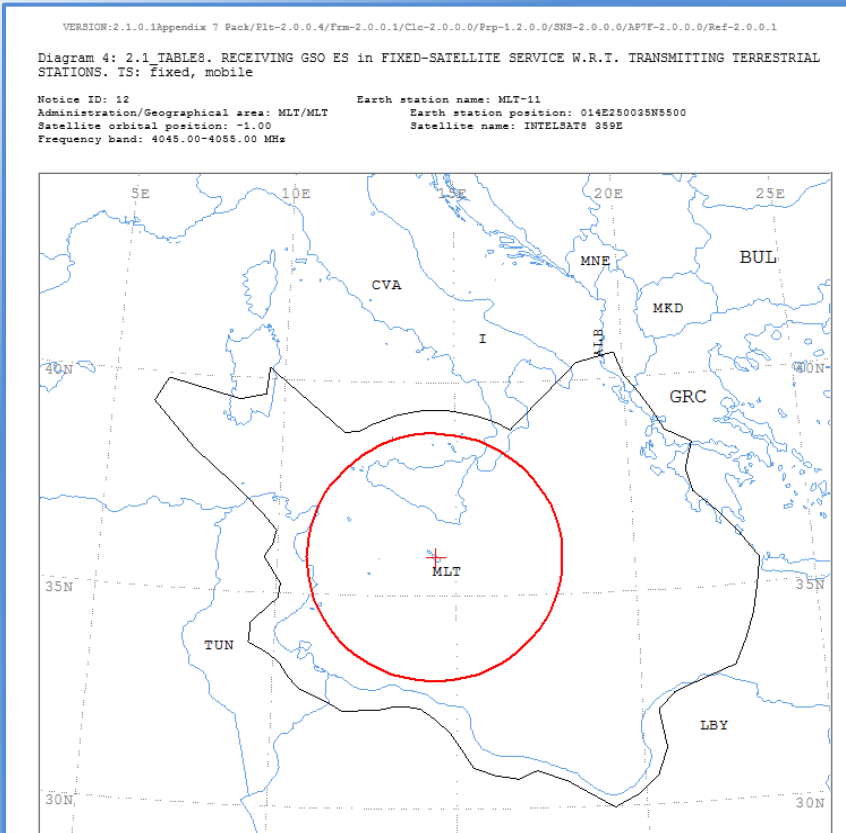 VERSION:2.1.0.1Appendix 7 Pack/Plt-2.0.0.4/Frm-2.0.0.1/Clc-2.0.0.0/Prp-1.2.0.0/SNS-2.0.0.0/AP7F-2.0.0.0/Ref-2.0.0.1
Diagram 4: 2.1_TABLE8. RECEIVING GSO ES in FIXED-SATELLITE SERVICE W.R.T. TRANSMITTING TERRESTRIAL
STATIONS. TS: fixed, mobile
Notice ID: 12 Earth station name: MLT-11
Administration/Geographical area: MLT/MLT Earth station position: 014E250035N5500
Satellite orbital position: -1.00 Satellite name: INTELSAT8 359E
Frequency band: 4045.00-4055.00 MHz
5E 10E 15E 20E 25E
BUL
MNE
CVA
MKD
I
ALB
40N 40N
GRC
MLT
35N 35N
TUN
LBY
30N 30N